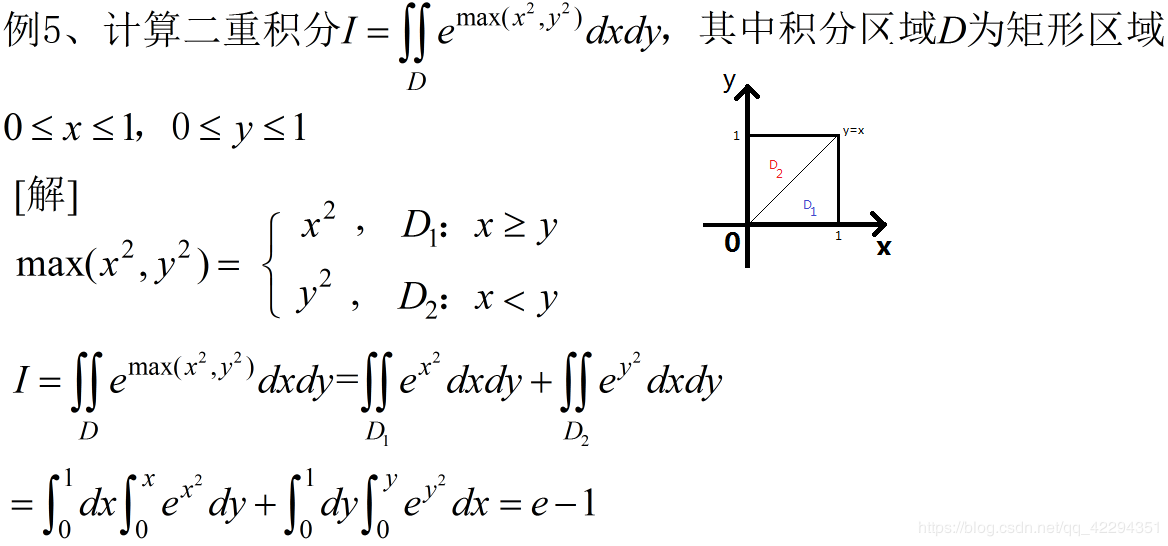 例5、计算二重积分I = ∬_D e^{max(x²,y²)}dxdy，其中积分区域D为矩形区域
0 ≤ x ≤ 1，0 ≤ y ≤ 1
y
1
y=x
D₂
D₁
0
1
x
[解]
max(x², y²) = { x² ， D₁：x ≥ y
y² ， D₂：x < y
I = ∬_D e^{max(x²,y²)}dxdy=∬_{D₁} e^{x²}dxdy + ∬_{D₂} e^{y²}dxdy
= ∫₀¹ dx∫₀ˣ e^{x²}dy + ∫₀¹ dy∫₀^y e^{y²}dx = e − 1
https://blog.csdn.net/qq_42294351